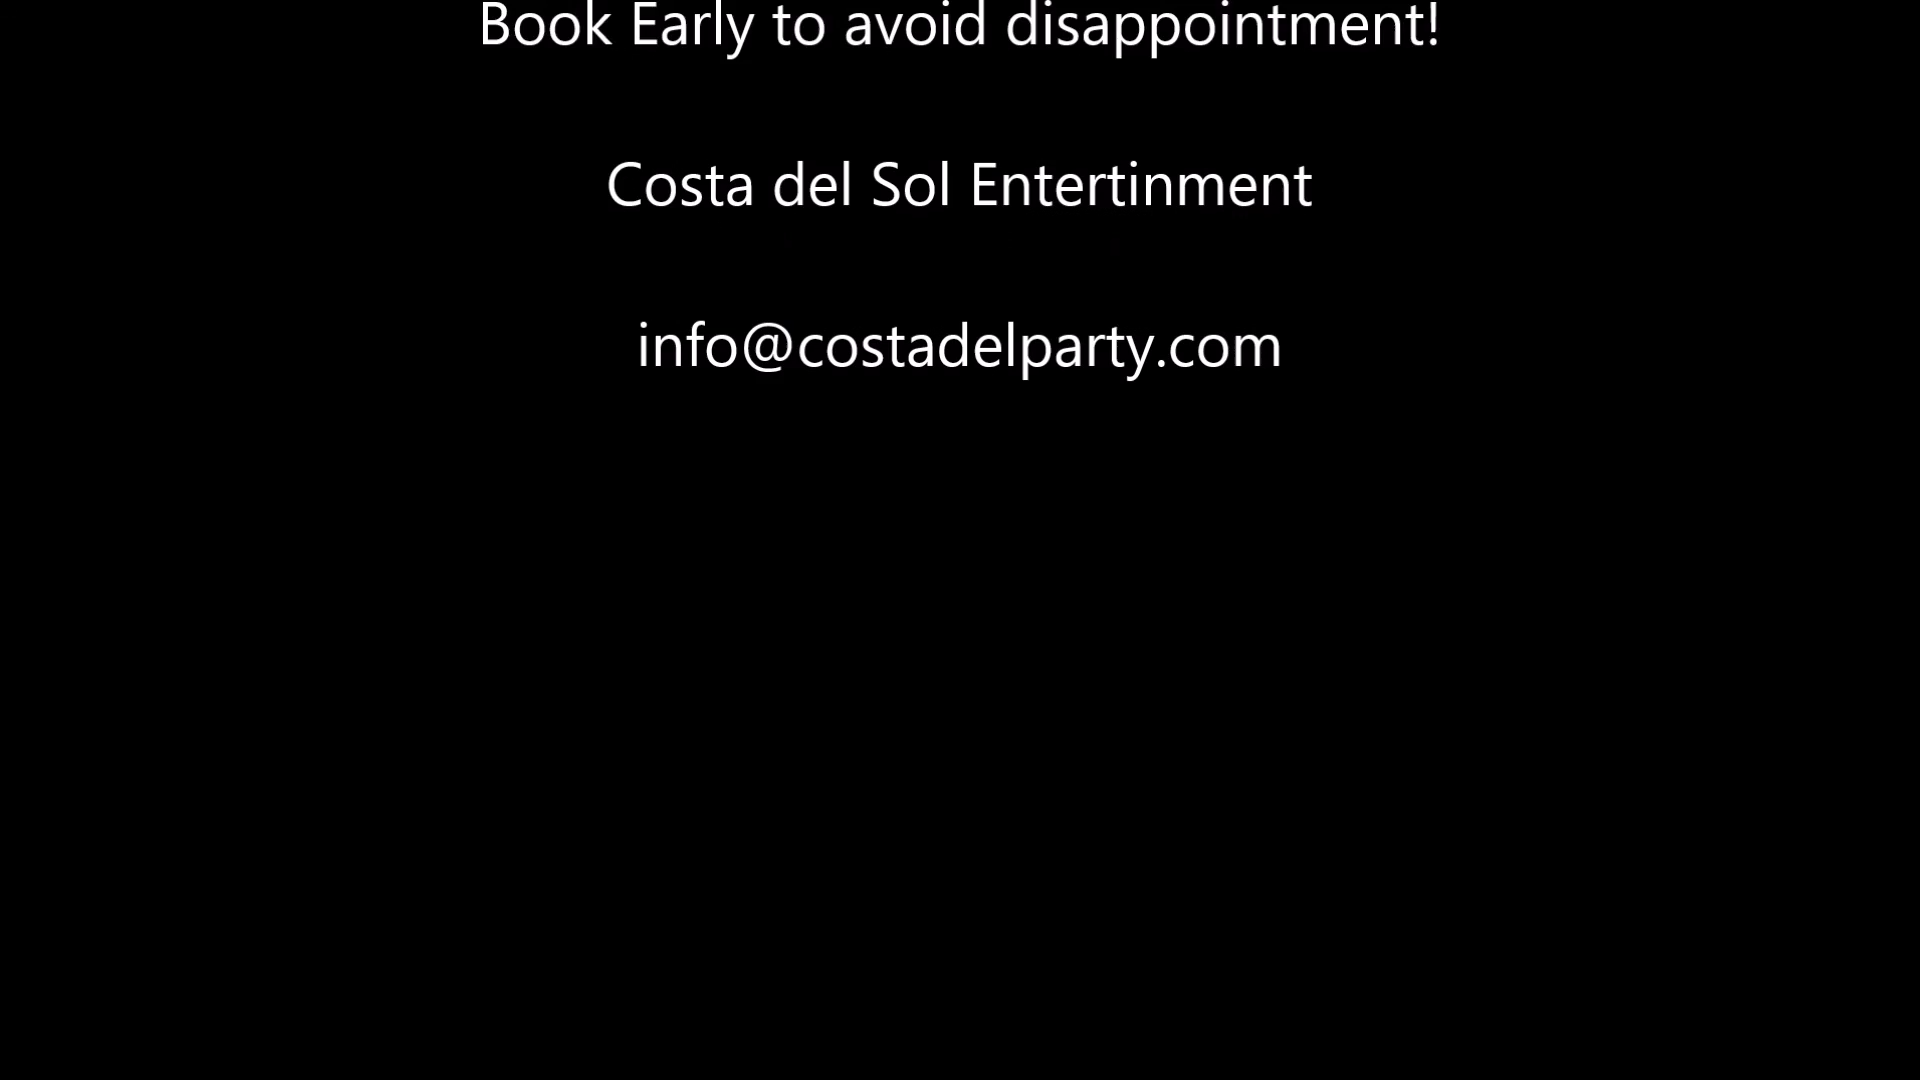 Book Early to avoid disappointment!
Costa del Sol Entertinment
info@costadelparty.com